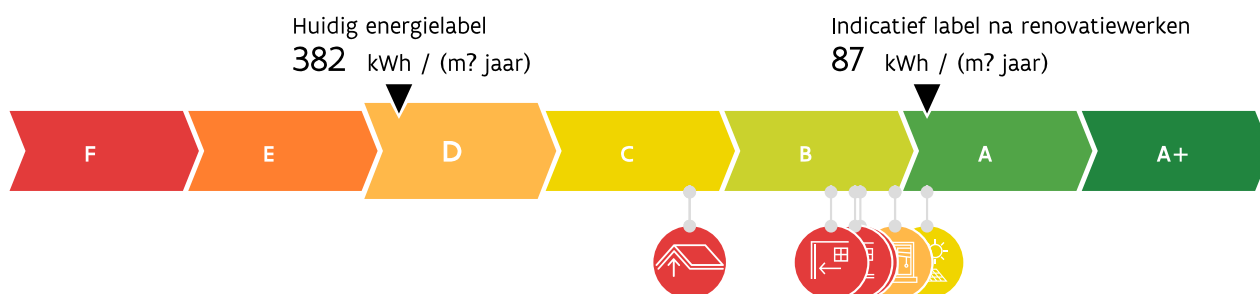 Huidig energielabel
382 kWh / (m? jaar)
Indicatief label na renovatiewerken
87 kWh / (m? jaar)
F E D C B A A+